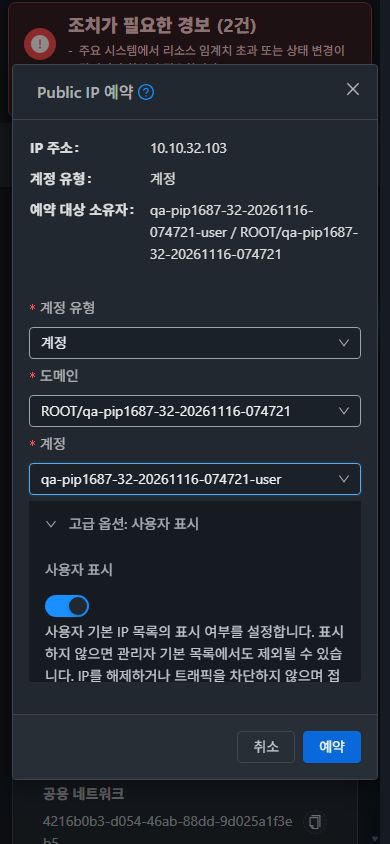 조치가 필요한 경보 (2건)
- 주요 시스템에서 리소스 임계치 초과 또는 상태 변경이
Public IP 예약
IP 주소: 10.10.32.103
계정 유형: 계정
예약 대상 소유자: qa-pip1687-32-20261116-
074721-user / ROOT/qa-pip1687-
32-20261116-074721
* 계정 유형
계정
* 도메인
ROOT/qa-pip1687-32-20261116-074721
* 계정
qa-pip1687-32-20261116-074721-user
고급 옵션: 사용자 표시
사용자 표시
사용자 기본 IP 목록의 표시 여부를 설정합니다. 표시
하지 않으면 관리자 기본 목록에서도 제외될 수 있습
니다. IP를 해제하거나 트래픽을 차단하지 않으며 접
취소
예약
공용 네트워크
4216b0b3-d054-46ab-88dd-9d025a1f3e